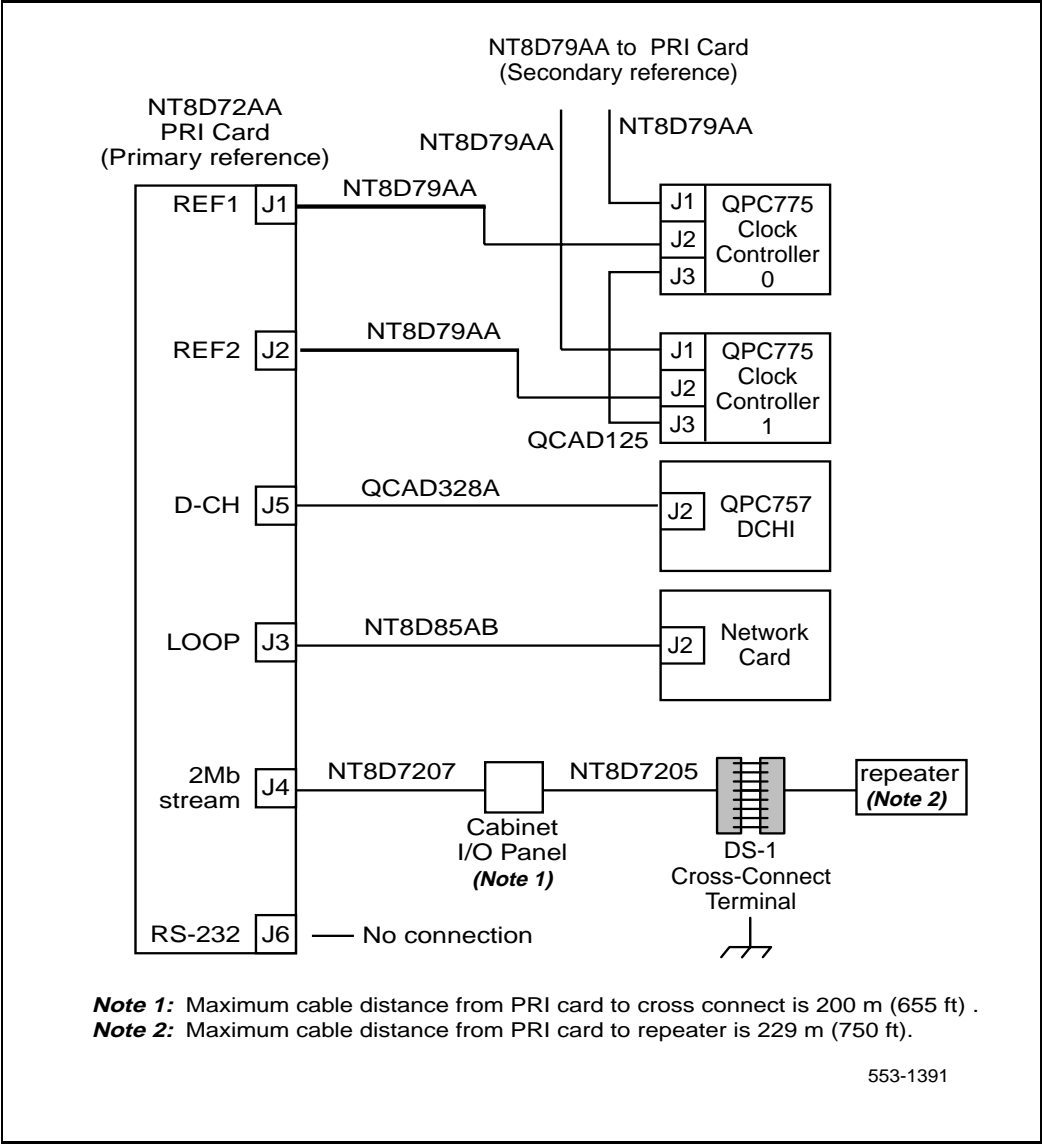 NT8D79AA to PRI Card
(Secondary reference)
NT8D72AA
PRI Card
(Primary reference)
NT8D79AA
NT8D79AA
REF1 J1
NT8D79AA
J1
J2
J3
QPC775
Clock
Controller
0
REF2 J2
NT8D79AA
J1
J2
J3
QPC775
Clock
Controller
1
QCAD125
D-CH J5
QCAD328A
J2
QPC757
DCHI
LOOP J3
NT8D85AB
J2
Network
Card
2Mb
stream
J4
NT8D7207
Cabinet
I/O Panel
(Note 1)
NT8D7205
DS-1
Cross-Connect
Terminal
repeater
(Note 2)
RS-232 J6
No connection
Note 1: Maximum cable distance from PRI card to cross connect is 200 m (655 ft) .
Note 2: Maximum cable distance from PRI card to repeater is 229 m (750 ft).
553-1391